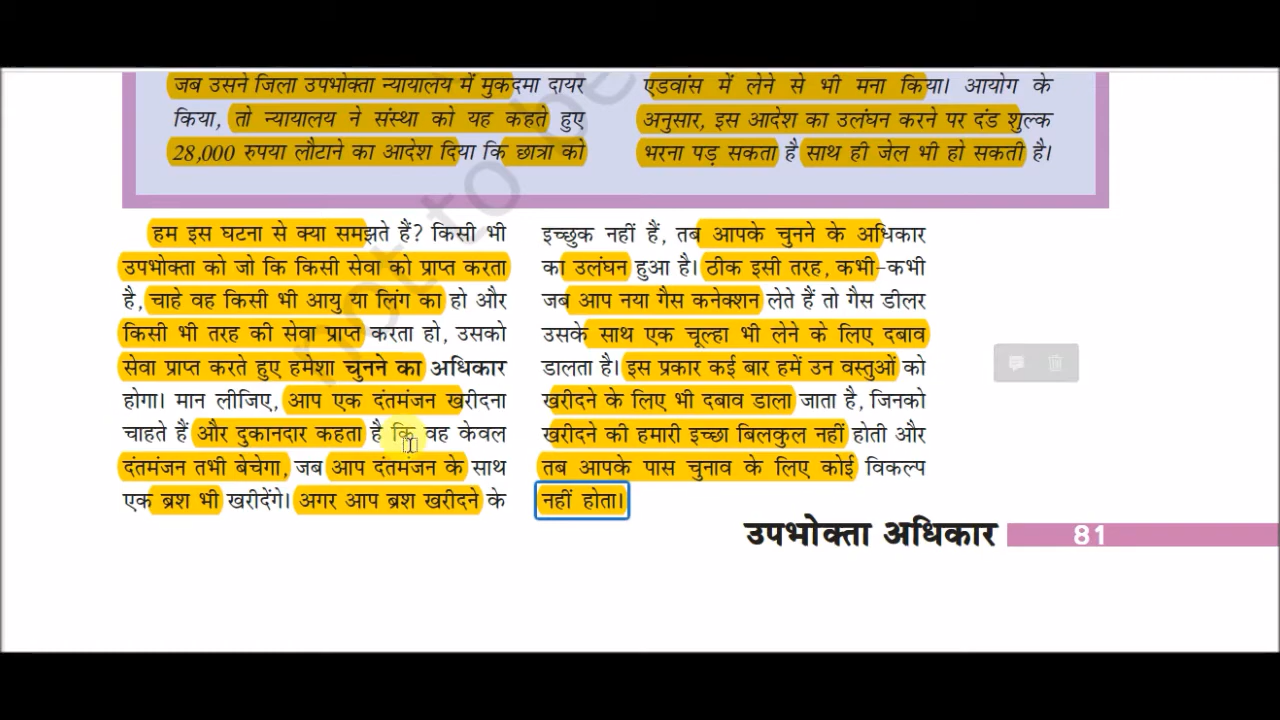 जब उसने जिला उपभोक्ता न्यायालय में मुकदमा दायर
किया, तो न्यायालय ने संस्था को यह कहते हुए
28,000 रुपया लौटाने का आदेश दिया कि छात्रा को
एडवांस में लेने से भी मना किया। आयोग के
अनुसार, इस आदेश का उलंघन करने पर दंड शुल्क
भरना पड़ सकता है साथ ही जेल भी हो सकती है।
हम इस घटना से क्या समझते हैं? किसी भी
उपभोक्ता को जो कि किसी सेवा को प्राप्त करता
है, चाहे वह किसी भी आयु या लिंग का हो और
किसी भी तरह की सेवा प्राप्त करता हो, उसको
सेवा प्राप्त करते हुए हमेशा चुनने का अधिकार
होगा। मान लीजिए, आप एक दंतमंजन खरीदना
चाहते हैं और दुकानदार कहता है कि वह केवल
दंतमंजन तभी बेचेगा, जब आप दंतमंजन के साथ
एक ब्रश भी खरीदेंगे। अगर आप ब्रश खरीदने के
इच्छुक नहीं हैं, तब आपके चुनने के अधिकार
का उलंघन हुआ है। ठीक इसी तरह, कभी-कभी
जब आप नया गैस कनेक्शन लेते हैं तो गैस डीलर
उसके साथ एक चूल्हा भी लेने के लिए दबाव
डालता है। इस प्रकार कई बार हमें उन वस्तुओं को
खरीदने के लिए भी दबाव डाला जाता है, जिनको
खरीदने की हमारी इच्छा बिलकुल नहीं होती और
तब आपके पास चुनाव के लिए कोई विकल्प
नहीं होता।
उपभोक्ता अधिकार 81
not to be